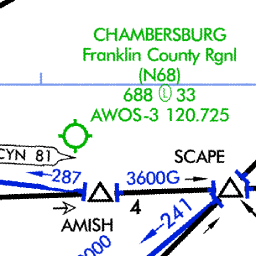 CHAMBERSBURG
Franklin County Rgnl
(N68)
688 Ⓛ 33
AWOS-3 120.725
CYN 81
SCAPE
287
3600G
4
AMISH
241